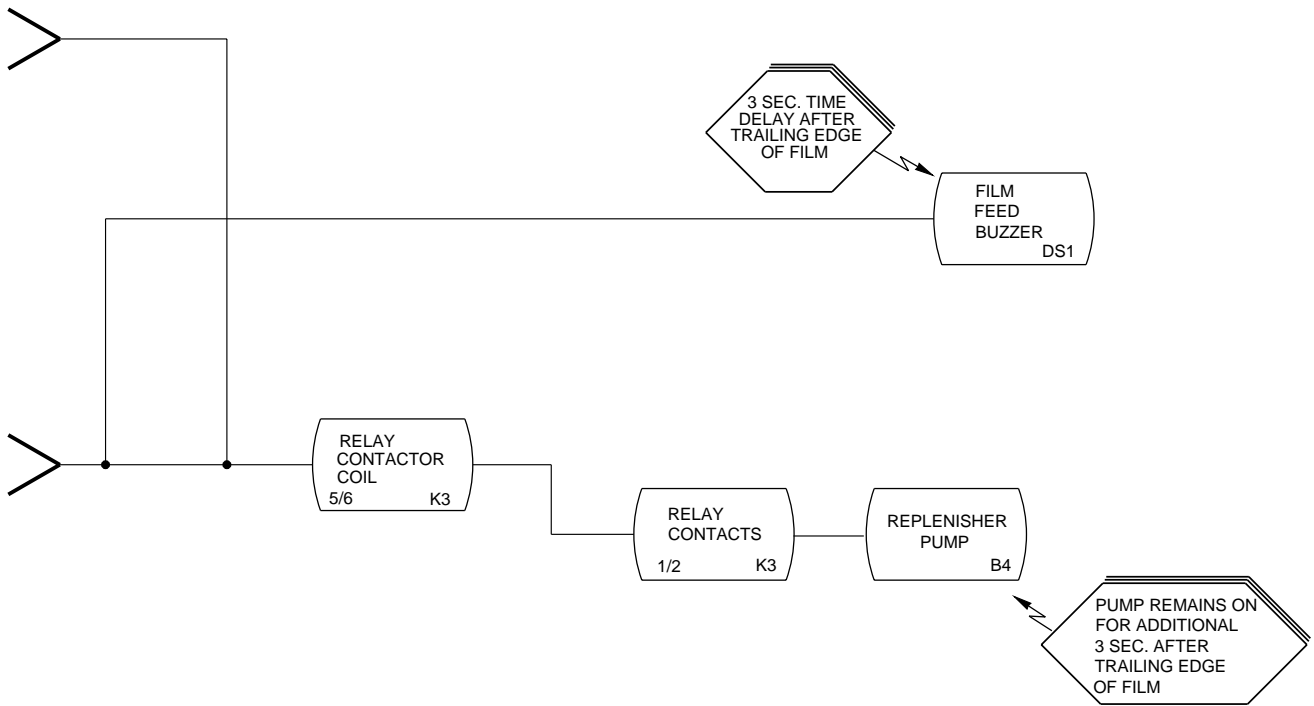 3 SEC. TIME
DELAY AFTER
TRAILING EDGE
OF FILM
FILM
FEED
BUZZER
DS1
RELAY
CONTACTOR
COIL
5/6 K3
RELAY
CONTACTS
1/2 K3
REPLENISHER
PUMP
B4
PUMP REMAINS ON
FOR ADDITIONAL
3 SEC. AFTER
TRAILING EDGE
OF FILM